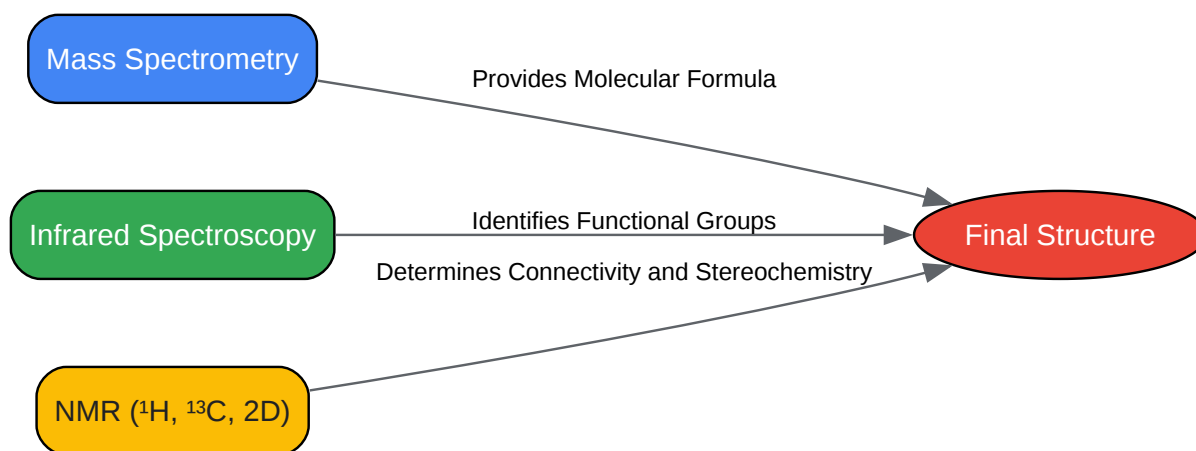 Mass Spectrometry
Provides Molecular Formula
Infrared Spectroscopy
Identifies Functional Groups
Final Structure
Determines Connectivity and Stereochemistry
NMR (¹H, ¹³C, 2D)